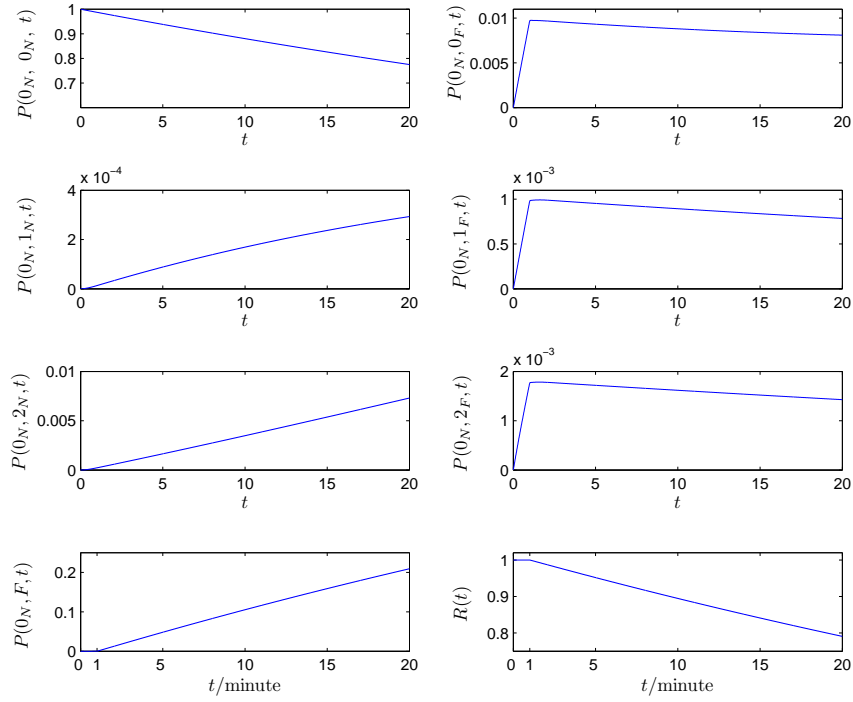 P(0_N, 0_N, t)
1
0.9
0.8
0.7
0 5 10 15 20
t
P(0_N, 0_F, t)
0.01
0.005
0
0 5 10 15 20
t
P(0_N, 1_N, t)
x 10^-4
4
2
0
0 5 10 15 20
t
P(0_N, 1_F, t)
x 10^-3
1
0.5
0
0 5 10 15 20
t
P(0_N, 2_N, t)
0.01
0.005
0
0 5 10 15 20
t
P(0_N, 2_F, t)
x 10^-3
2
1
0
0 5 10 15 20
t
P(0_N, F, t)
0.2
0.1
0
0 1 5 10 15 20
t/minute
R(t)
1
0.9
0.8
0 1 5 10 15 20
t/minute